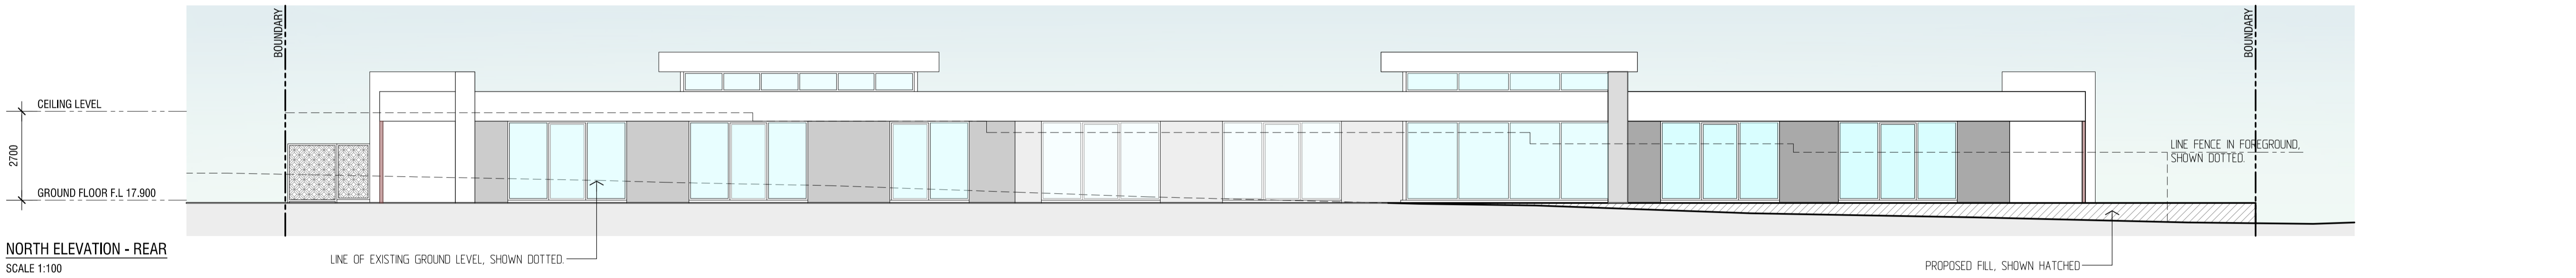 BOUNDARY
BOUNDARY
CEILING LEVEL
2700
GROUND FLOOR F.L 17.900
LINE FENCE IN FOREGROUND,
SHOWN DOTTED.
NORTH ELEVATION - REAR
SCALE 1:100
LINE OF EXISTING GROUND LEVEL, SHOWN DOTTED.
PROPOSED FILL, SHOWN HATCHED